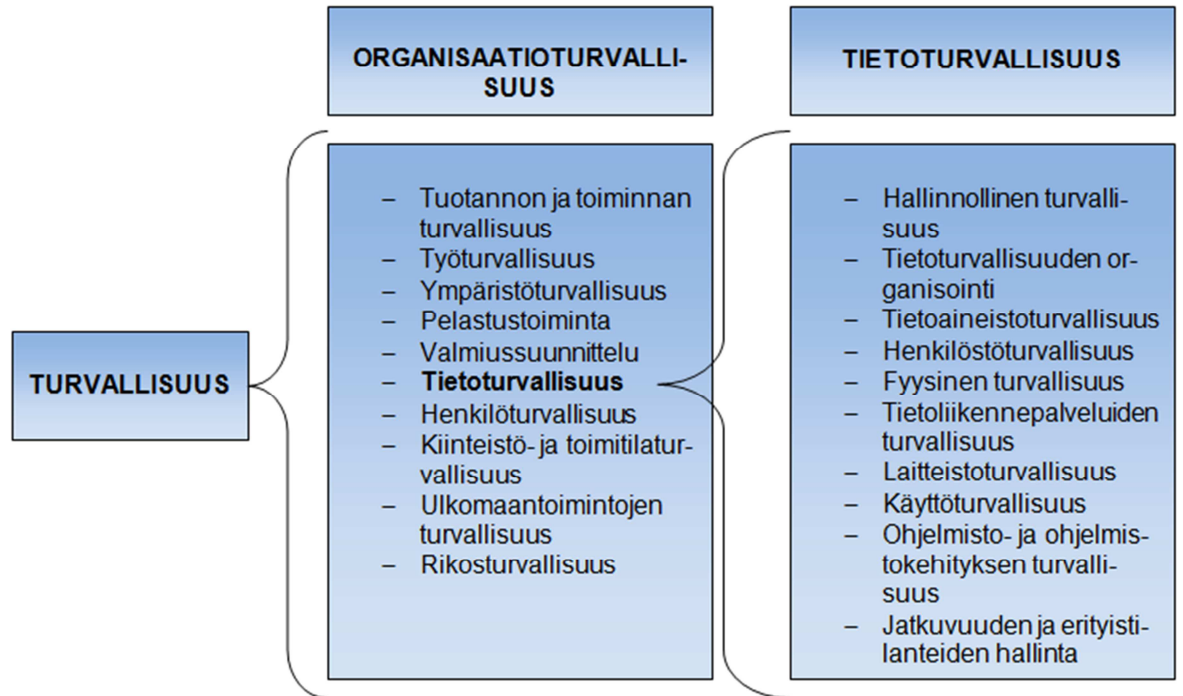 ORGANISAATIOTURVALLI-
SUUS
TIETOTURVALLISUUS
TURVALLISUUS
– Tuotannon ja toiminnan
turvallisuus
– Työturvallisuus
– Ympäristöturvallisuus
– Pelastustoiminta
– Valmiussuunnittelu
– Tietoturvallisuus
– Henkilöturvallisuus
– Kiinteistö- ja toimitilatur-
vallisuus
– Ulkomaantoimintojen
turvallisuus
– Rikosturvallisuus
– Hallinnollinen turvalli-
suus
– Tietoturvallisuuden or-
ganisointi
– Tietoaineistoturvallisuus
– Henkilöstöturvallisuus
– Fyysinen turvallisuus
– Tietoliikennepalveluiden
turvallisuus
– Laitteistoturvallisuus
– Käyttöturvallisuus
– Ohjelmisto- ja ohjelmis-
tokehityksen turvalli-
suus
– Jatkuvuuden ja erityisti-
lanteiden hallinta